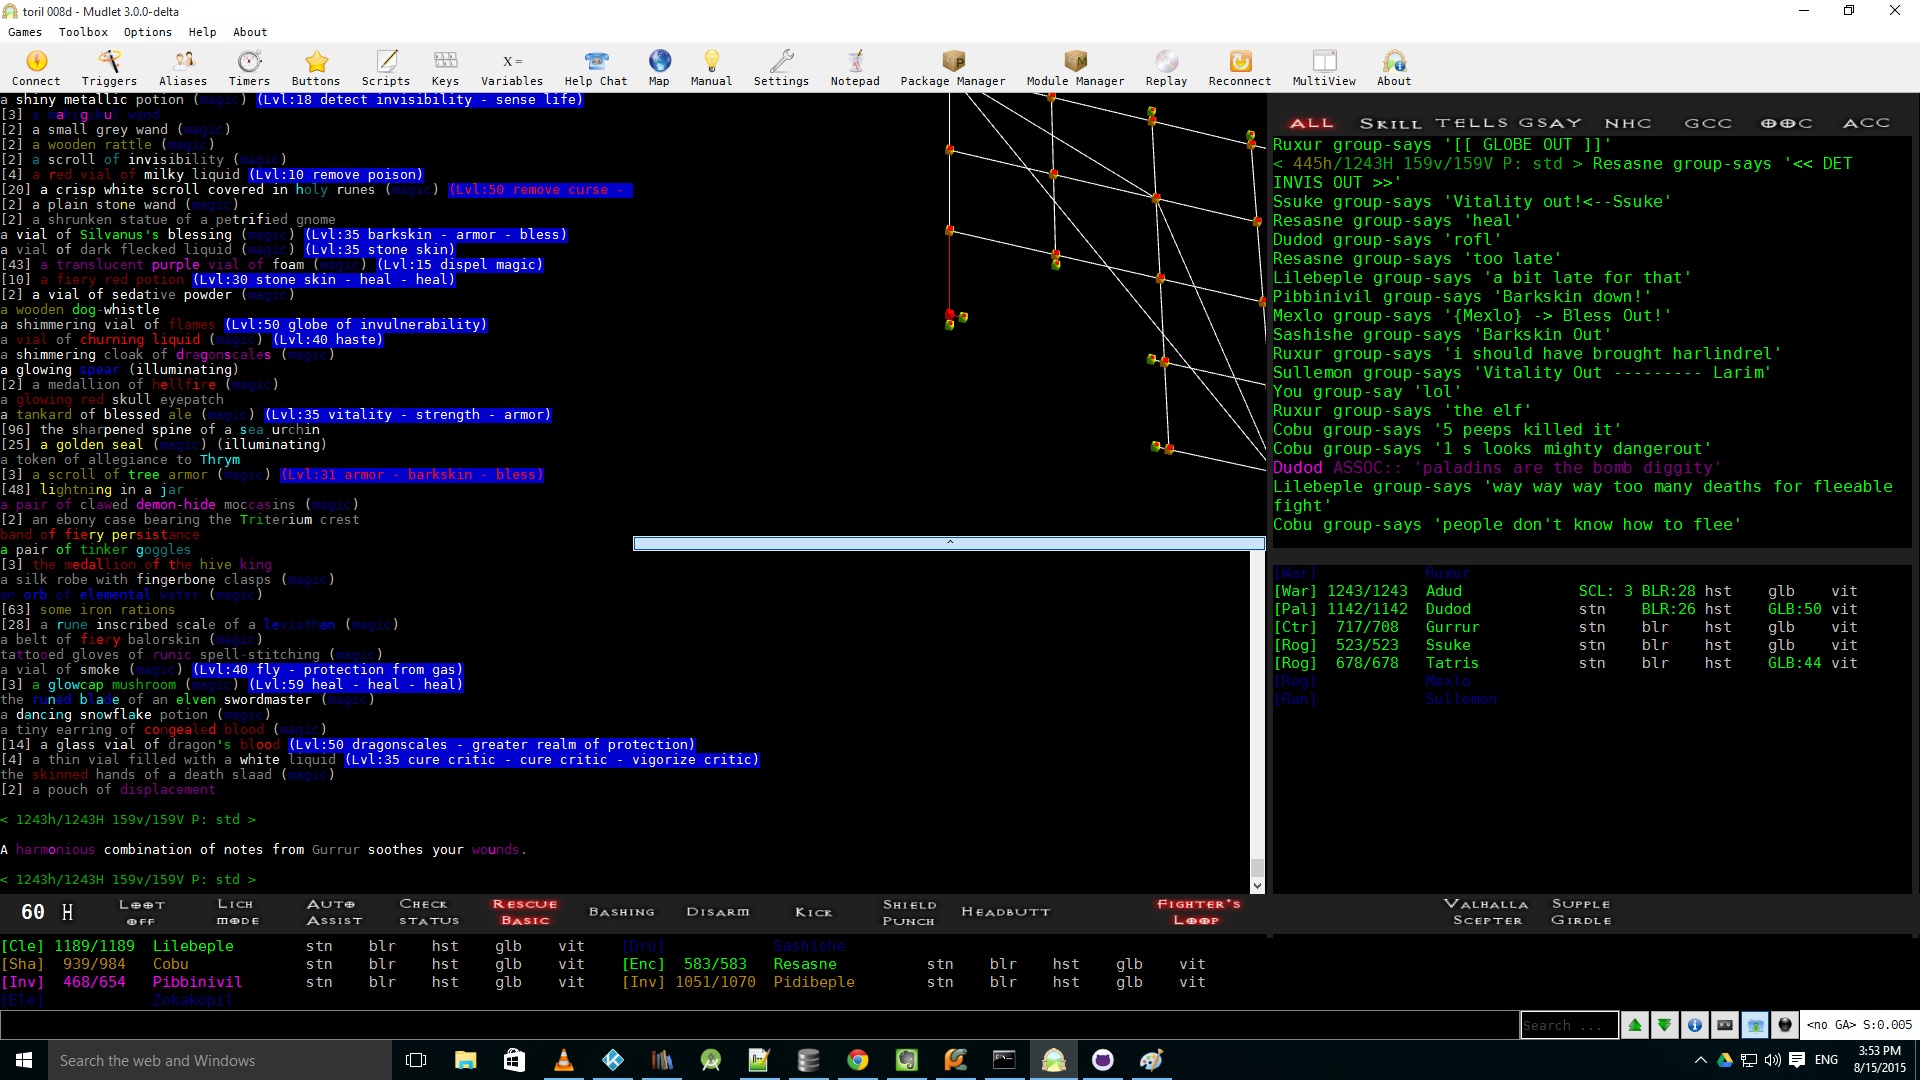 toril 008d - Mudlet 3.0.0-delta
Games Toolbox Options Help About
Connect Triggers Aliases Timers Buttons Scripts Keys Variables Help Chat Map Manual Settings Notepad Package Manager Module Manager Replay Reconnect MultiView About
a shiny metallic potion (magic) (Lvl:18 detect invisibility - sense life)
[3] a makigikul wand
[2] a small grey wand (magic)
[2] a wooden rattle (magic)
[2] a scroll of invisibility (magic)
[4] a red vial of milky liquid (Lvl:10 remove poison)
[20] a crisp white scroll covered in holy runes (magic) (Lvl:50 remove curse -
[2] a plain stone wand (magic)
[2] a shrunken statue of a petrified gnome
a vial of Silvanus's blessing (magic) (Lvl:35 barkskin - armor - bless)
a vial of dark flecked liquid (magic) (Lvl:35 stone skin)
[43] a translucent purple vial of foam (magic) (Lvl:15 dispel magic)
[10] a fiery red potion (Lvl:30 stone skin - heal - heal)
[2] a vial of sedative powder (magic)
a wooden dog-whistle
a shimmering vial of flames (Lvl:50 globe of invulnerability)
a vial of churning liquid (magic) (Lvl:40 haste)
a shimmering cloak of dragonscales (magic)
a glowing spear (illuminating)
[2] a medallion of hellfire (magic)
a glowing red skull eyepatch
a tankard of blessed ale (magic) (Lvl:35 vitality - strength - armor)
[96] the sharpened spine of a sea urchin
[25] a golden seal (magic) (illuminating)
a token of allegiance to Thrym
[3] a scroll of tree armor (magic) (Lvl:31 armor - barkskin - bless)
[48] lightning in a jar
a pair of clawed demon-hide moccasins (magic)
[2] an ebony case bearing the Triterium crest
band of fiery persistance
a pair of tinker goggles
[3] the medallion of the hive king
a silk robe with fingerbone clasps (magic)
an orb of elemental water (magic)
[63] some iron rations
[28] a rune inscribed scale of a leviathan (magic)
a belt of fiery balorskin (magic)
tattooed gloves of runic spell-stitching (magic)
a vial of smoke (magic) (Lvl:40 fly - protection from gas)
[3] a glowcap mushroom (magic) (Lvl:59 heal - heal - heal)
the runed blade of an elven swordmaster (magic)
a dancing snowflake potion (magic)
a tiny earring of congealed blood (magic)
[14] a glass vial of dragon's blood (Lvl:50 dragonscales - greater realm of protection)
[4] a thin vial filled with a white liquid (Lvl:35 cure critic - cure critic - vigorize critic)
the skinned hands of a death slaad (magic)
[2] a pouch of displacement
< 1243h/1243H 159v/159V P: std >
A harmonious combination of notes from Gurrur soothes your wounds.
< 1243h/1243H 159v/159V P: std >
^
ALL SKILL TELLS GSAY NHC GCC OOC ACC
Ruxur group-says '[[ GLOBE OUT ]]'
< 445h/1243H 159v/159V P: std > Resasne group-says '<< DET
INVIS OUT >>'
Ssuke group-says 'Vitality out!<--Ssuke'
Resasne group-says 'heal'
Dudod group-says 'rofl'
Resasne group-says 'too late'
Lilebeple group-says 'a bit late for that'
Pibbinivil group-says 'Barkskin down!'
Mexlo group-says '{Mexlo} -> Bless Out!'
Sashishe group-says 'Barkskin Out'
Ruxur group-says 'i should have brought harlindrel'
Sullemon group-says 'Vitality Out --------- Larim'
You group-say 'lol'
Ruxur group-says 'the elf'
Cobu group-says '5 peeps killed it'
Cobu group-says '1 s looks mighty dangerout'
Dudod ASSOC:: 'paladins are the bomb diggity'
Lilebeple group-says 'way way way too many deaths for fleeable
fight'
Cobu group-says 'people don't know how to flee'
[War] Ruxur
[War] 1243/1243 Adud SCL: 3 BLR:28 hst glb vit
[Pal] 1142/1142 Dudod stn BLR:26 hst GLB:50 vit
[Ctr] 717/708 Gurrur stn blr hst glb vit
[Rog] 523/523 Ssuke stn blr hst glb vit
[Rog] 678/678 Tatris stn blr hst GLB:44 vit
[Rog] Mexlo
[Ran] Sullemon
60 H LOOT OFF LICH MODE AUTO ASSIST CHECK STATUS RESCUE BASIC BASHING DISARM KICK SHIELD PUNCH HEADBUTT FIGHTER'S LOOP VALHALLA SCEPTER SUPPLE GIRDLE
[Cle] 1189/1189 Lilebeple stn blr hst glb vit [Dru] Sashishe
[Sha] 939/984 Cobu stn blr hst glb vit [Enc] 583/583 Resasne stn blr hst glb vit
[Inv] 468/654 Pibbinivil stn blr hst glb vit [Inv] 1051/1070 Pidibeple stn blr hst glb vit
[Ele] Zokakopil
Search ... <no GA> S:0.005
Search the web and Windows ENG 3:53 PM
8/15/2015